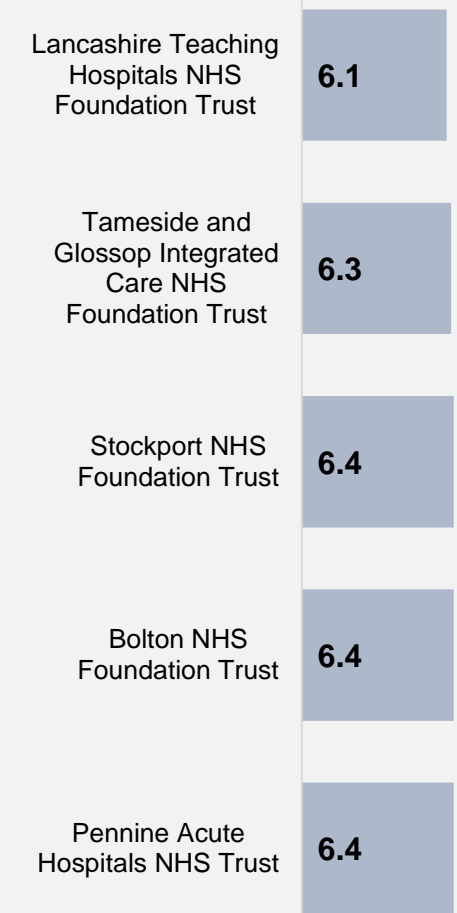 Lancashire Teaching
Hospitals NHS
Foundation Trust
6.1
Tameside and
Glossop Integrated
Care NHS
Foundation Trust
6.3
Stockport NHS
Foundation Trust
6.4
Bolton NHS
Foundation Trust
6.4
Pennine Acute
Hospitals NHS Trust
6.4